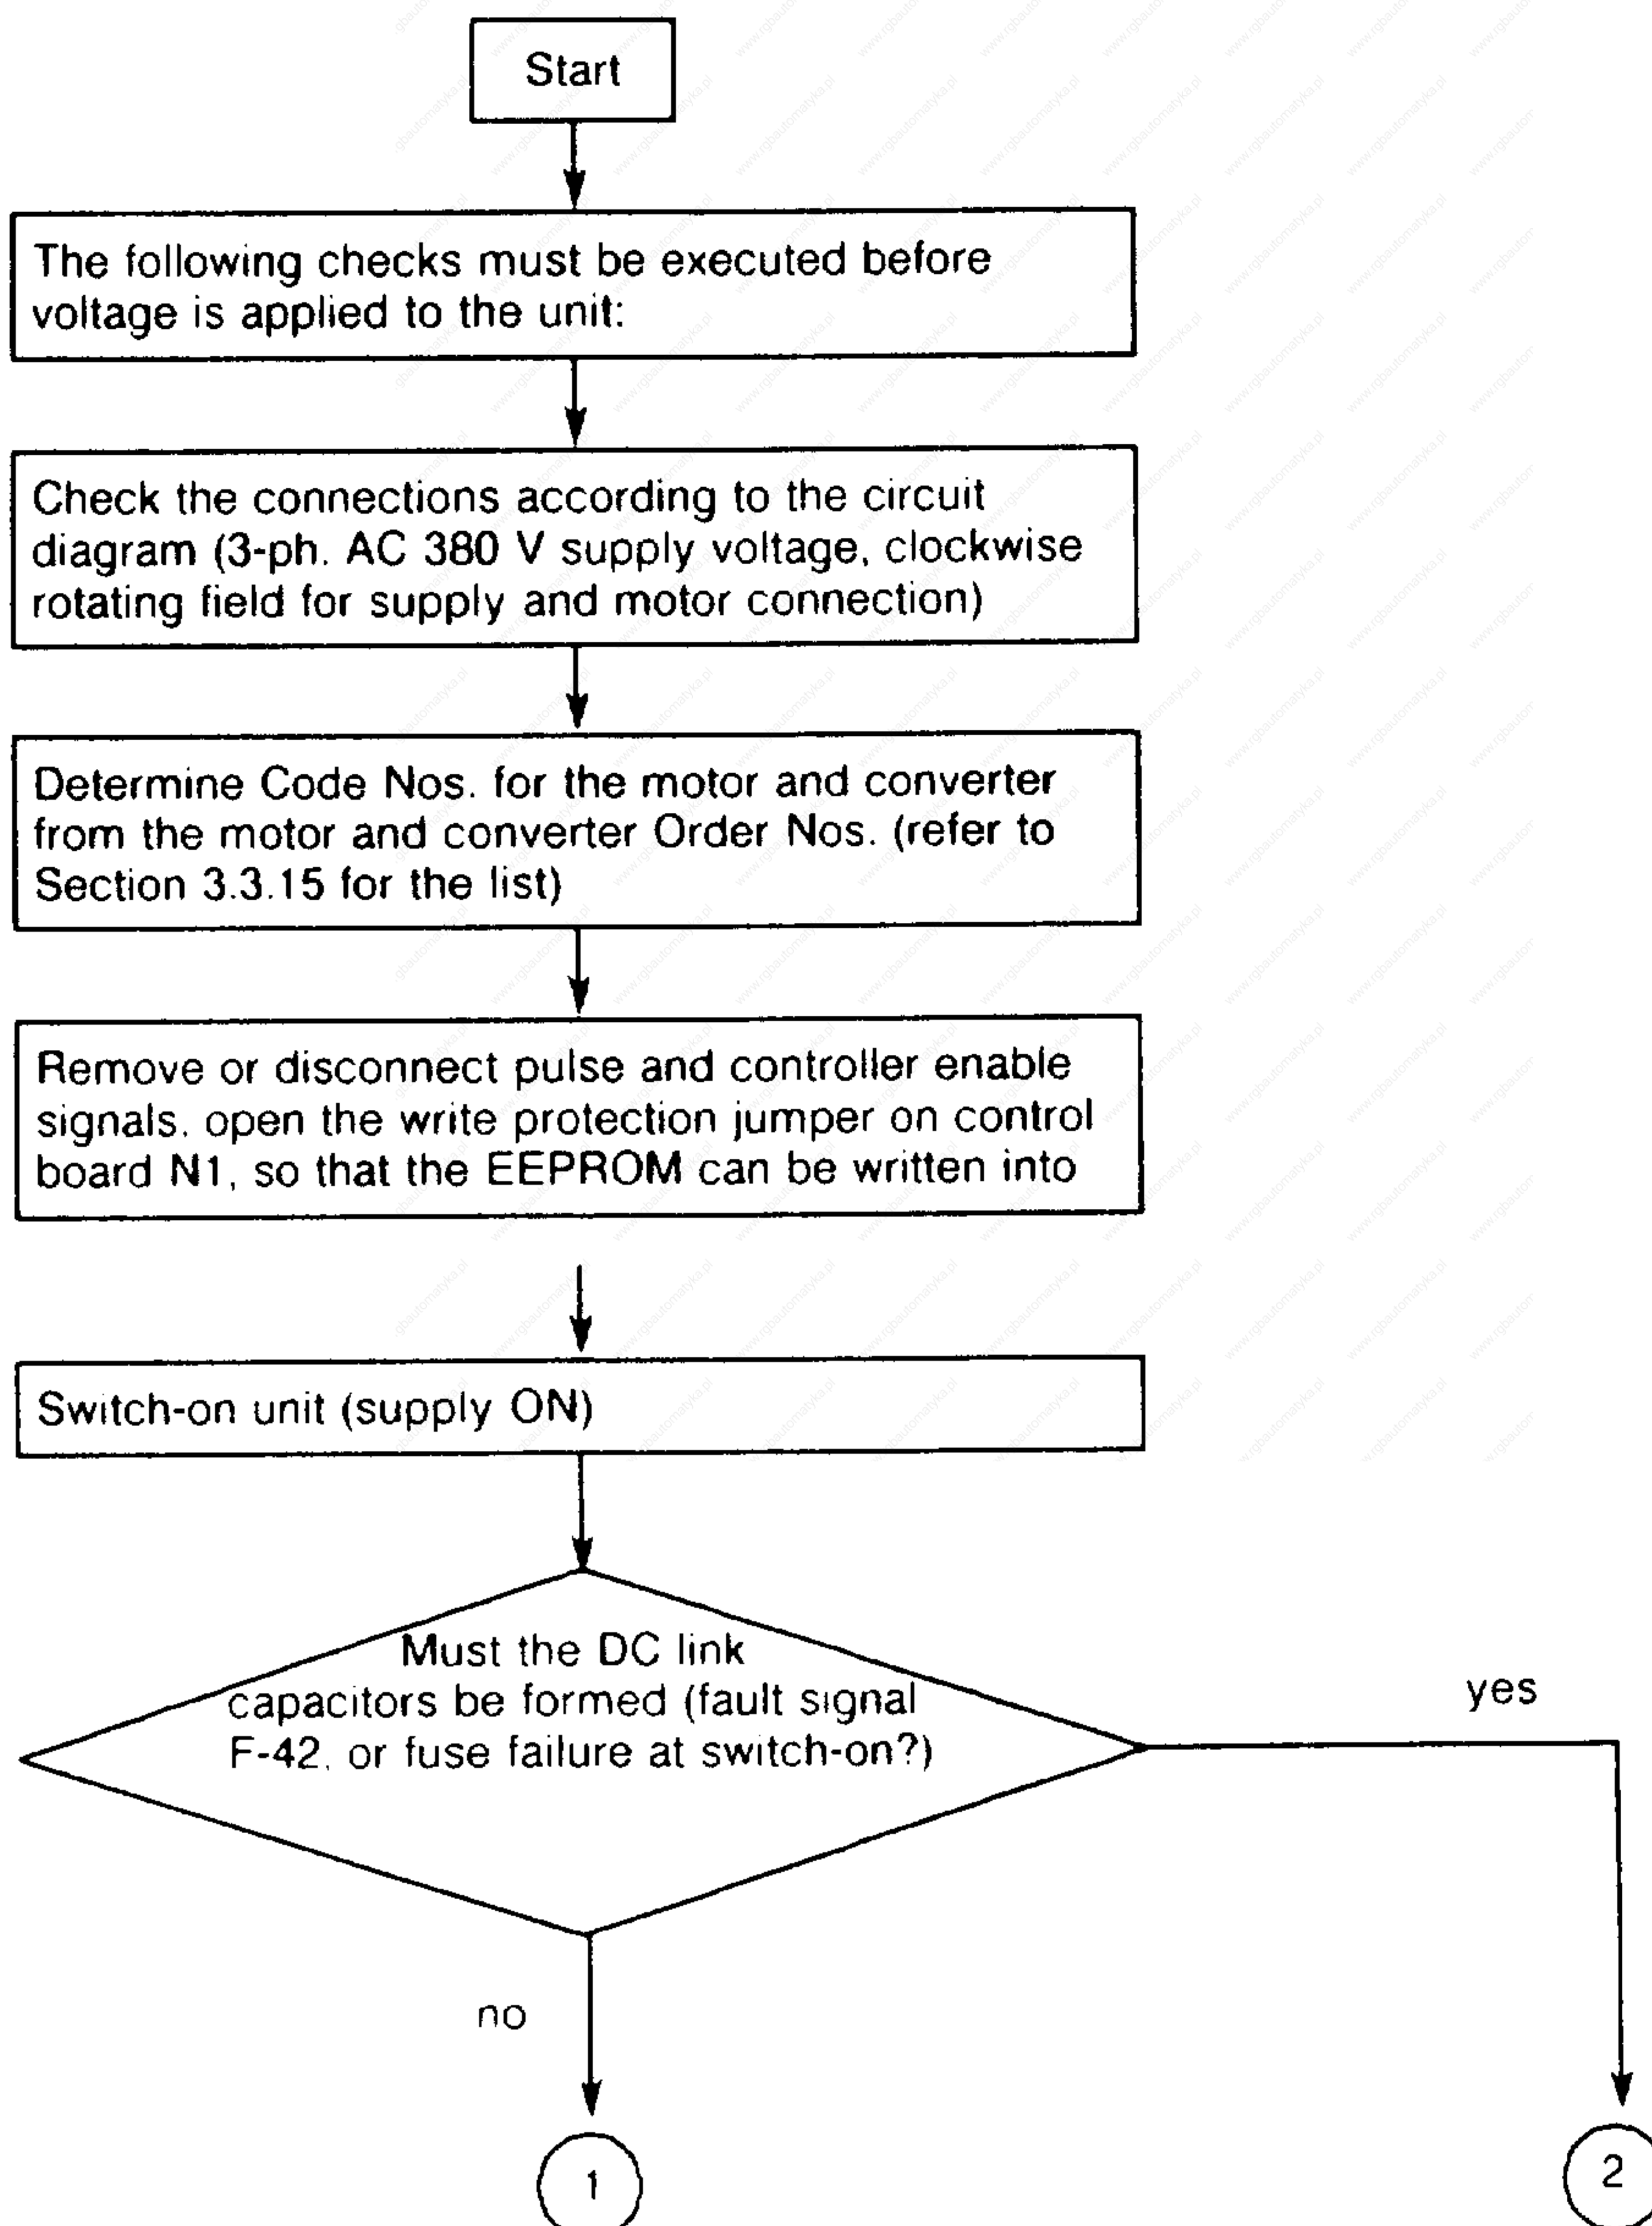 Start
The following checks must be executed before
voltage is applied to the unit:
Check the connections according to the circuit
diagram (3-ph. AC 380 V supply voltage, clockwise
rotating field for supply and motor connection)
Determine Code Nos. for the motor and converter
from the motor and converter Order Nos. (refer to
Section 3.3.15 for the list)
Remove or disconnect pulse and controller enable
signals, open the write protection jumper on control
board N1, so that the EEPROM can be written into
Switch-on unit (supply ON)
Must the DC link
capacitors be formed (fault signal
F-42, or fuse failure at switch-on?)
yes
no
1
2
www.rgbautomatyka.pl